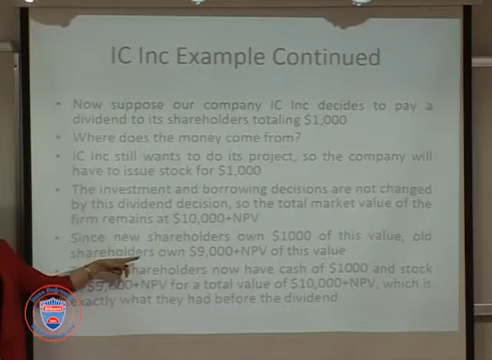 IC Inc Example Continued
• Now suppose our company IC Inc decides to pay a
dividend to its shareholders totaling $1,000
• Where does the money come from?
• IC Inc still wants to do its project, so the company will
have to issue stock for $1,000
• The investment and borrowing decisions are not changed
by this dividend decision, so the total market value of the
firm remains at $10,000+NPV
• Since new shareholders own $1000 of this value, old
shareholders own $9,000+NPV of this value
shareholders now have cash of $1000 and stock
$9,000+NPV for a total value of $10,000+NPV, which is
exactly what they had before the dividend